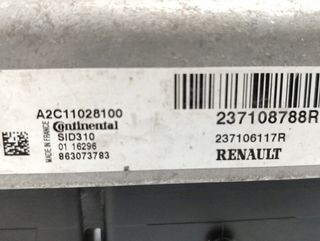 A2C11028100
Continental
SID310
01 16296
863073783
MADE IN FRANCE
237108788R
237106117R
RENAULT